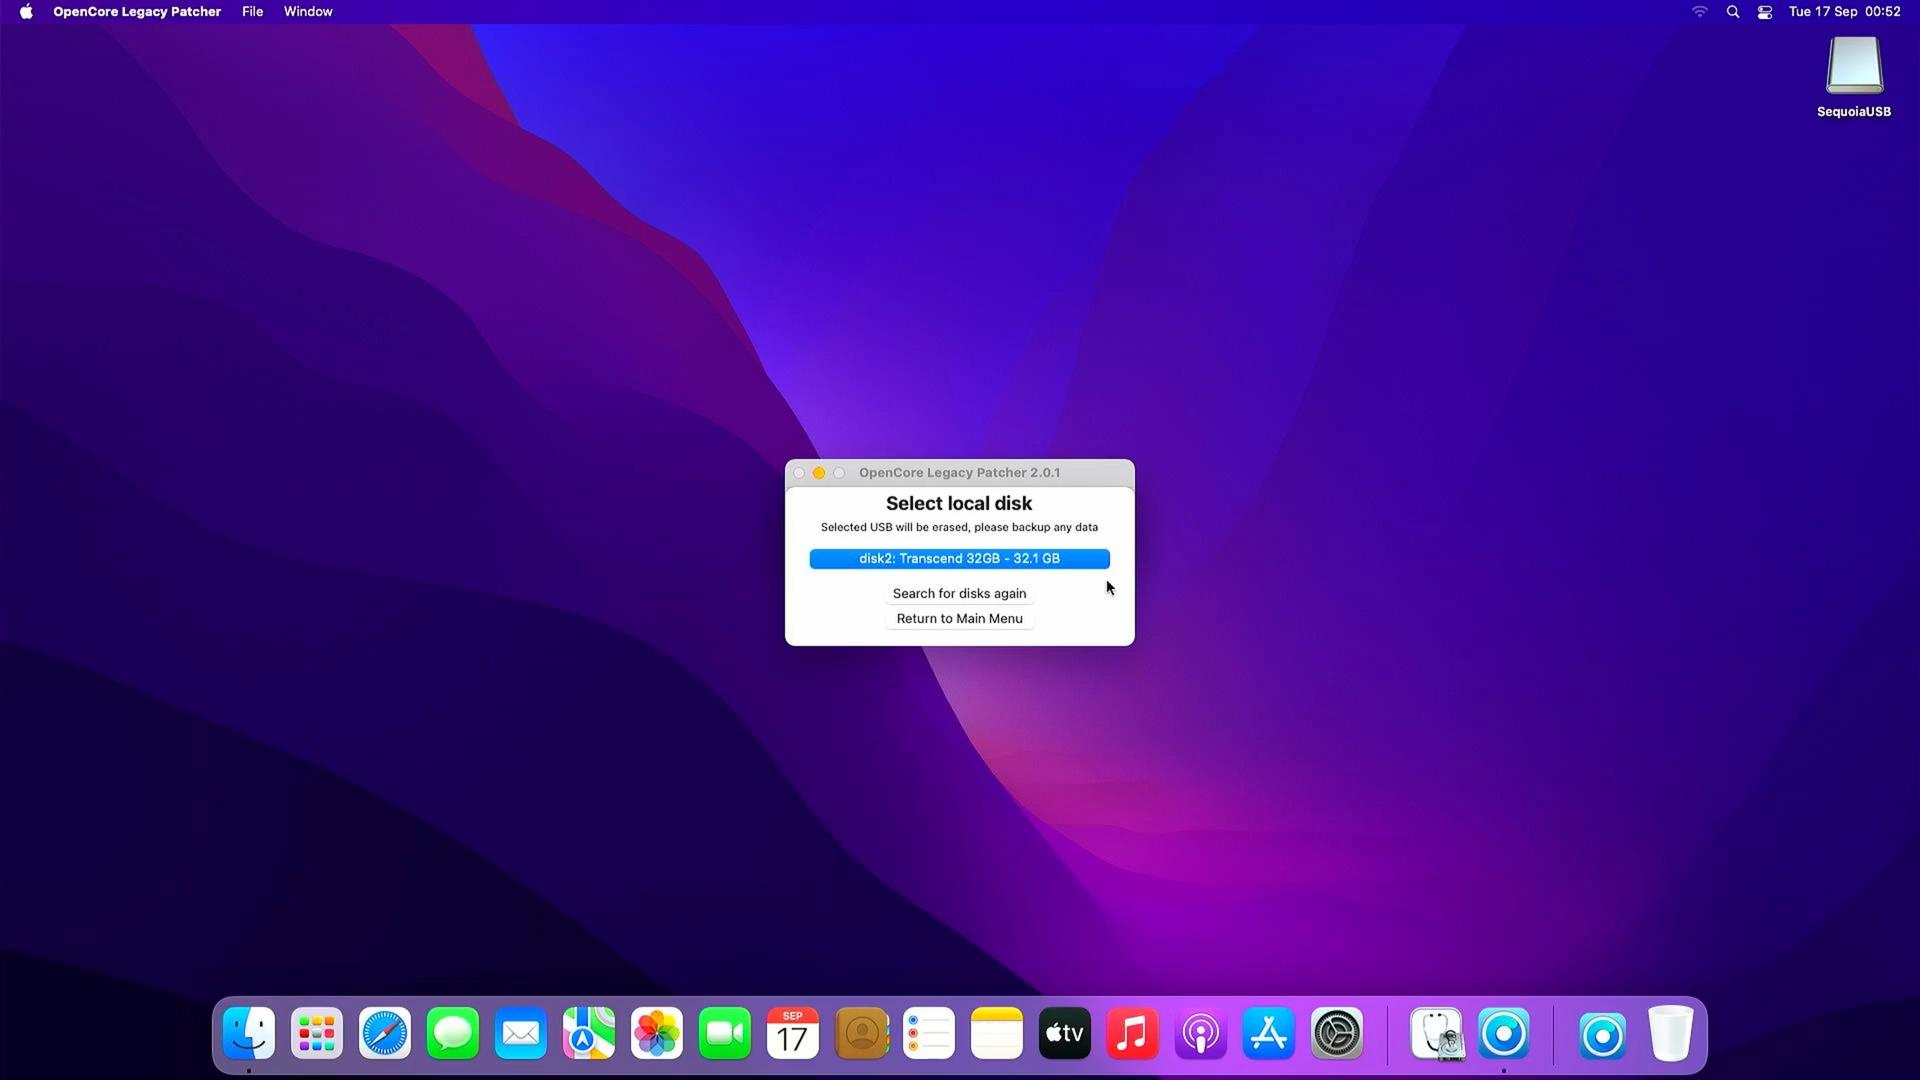 OpenCore Legacy Patcher File Window Tue 17 Sep 00:52
SequoiaUSB
OpenCore Legacy Patcher 2.0.1
Select local disk
Selected USB will be erased, please backup any data
disk2: Transcend 32GB - 32.1 GB
Search for disks again
Return to Main Menu
SEP
17
tv